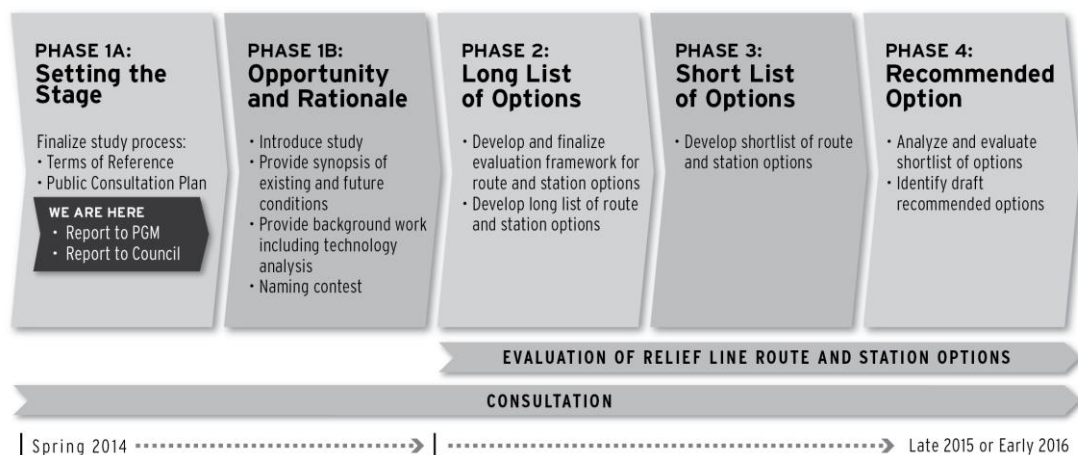 PHASE 1A:
Setting the
Stage
Finalize study process:
• Terms of Reference
• Public Consultation Plan
WE ARE HERE
• Report to PGM
• Report to Council
PHASE 1B:
Opportunity
and Rationale
• Introduce study
• Provide synopsis of
existing and future
conditions
• Provide background work
including technology
analysis
• Naming contest
PHASE 2:
Long List
of Options
• Develop and finalize
evaluation framework for
route and station options
• Develop long list of route
and station options
PHASE 3:
Short List
of Options
• Develop shortlist of route
and station options
PHASE 4:
Recommended
Option
• Analyze and evaluate
shortlist of options
• Identify draft
recommended options
EVALUATION OF RELIEF LINE ROUTE AND STATION OPTIONS
CONSULTATION
Spring 2014
Late 2015 or Early 2016